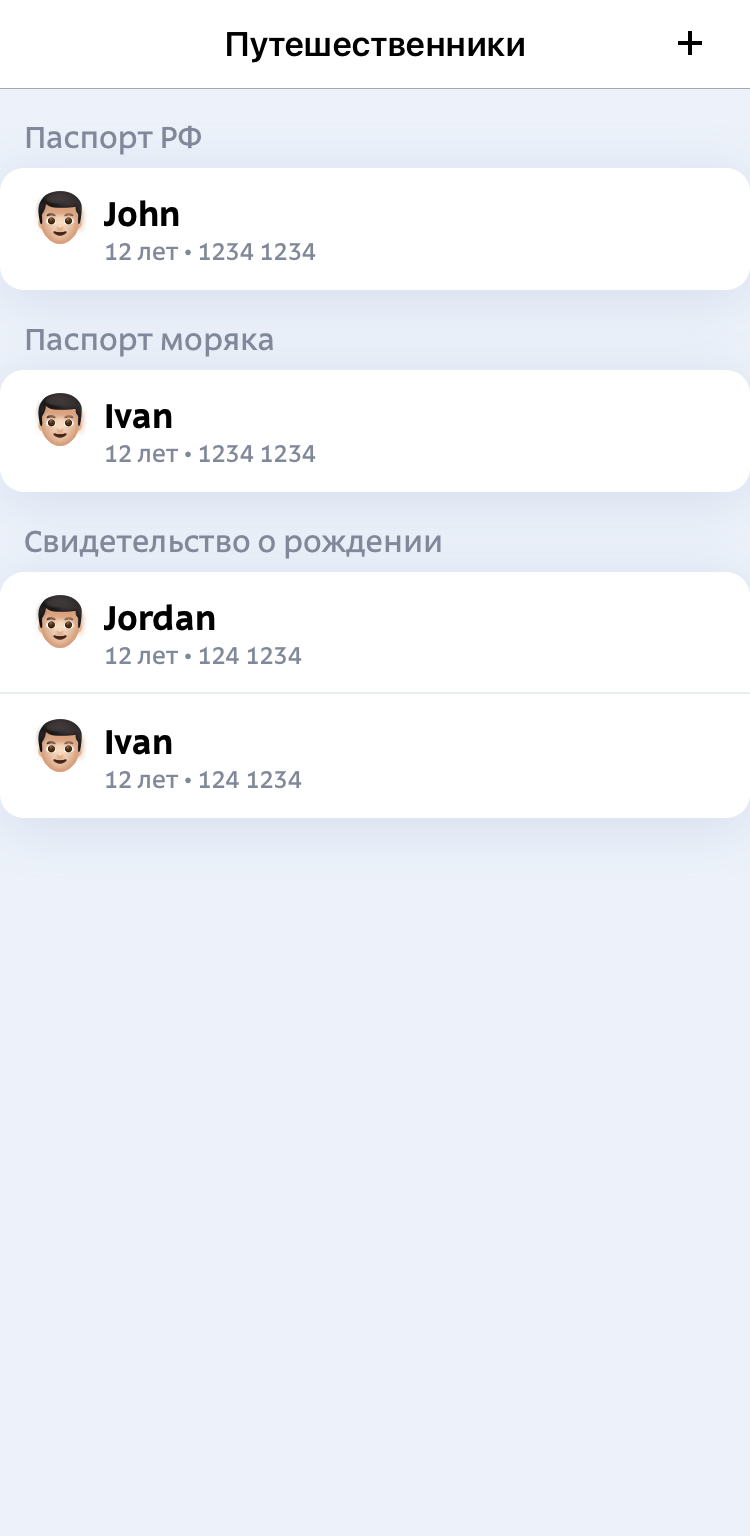 Путешественники
Паспорт РФ
John
12 лет • 1234 1234
Паспорт моряка
Ivan
12 лет • 1234 1234
Свидетельство о рождении
Jordan
12 лет • 124 1234
Ivan
12 лет • 124 1234